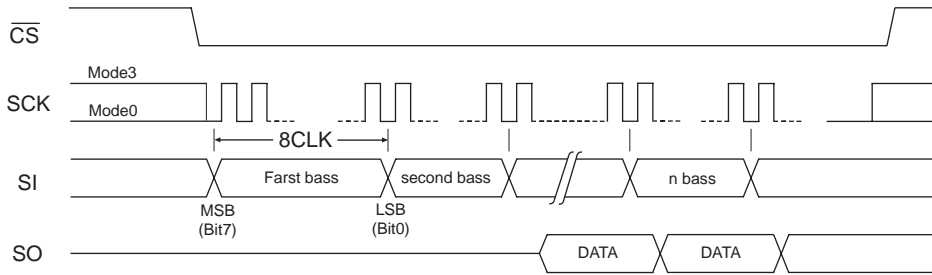 CS
Mode3
SCK
Mode0
8CLK
SI
Farst bass
second bass
n bass
MSB
(Bit7)
LSB
(Bit0)
SO
DATA
DATA